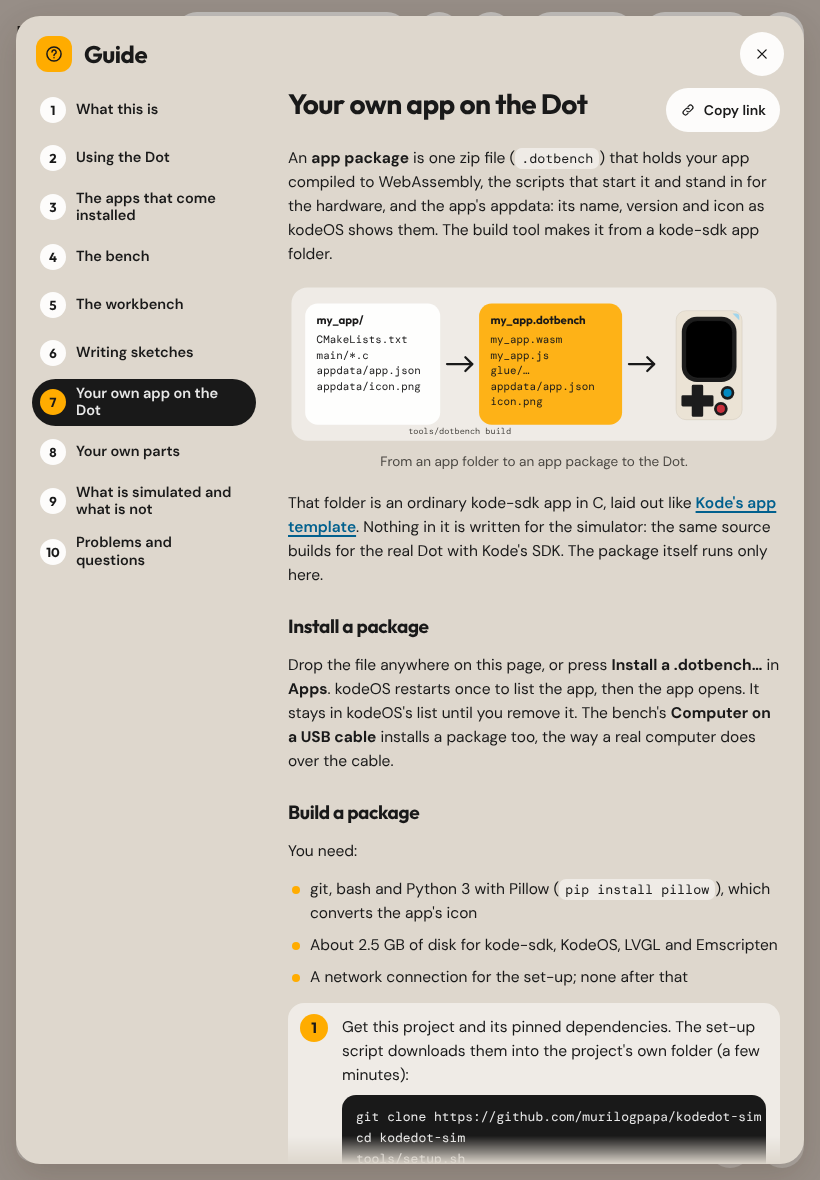 Guide
1 What this is
2 Using the Dot
3 The apps that come
installed
4 The bench
5 The workbench
6 Writing sketches
7 Your own app on the
Dot
8 Your own parts
9 What is simulated and
what is not
10 Problems and
questions
Your own app on the Dot
Copy link
An app package is one zip file ( .dotbench ) that holds your app
compiled to WebAssembly, the scripts that start it and stand in for
the hardware, and the app's appdata: its name, version and icon as
kodeOS shows them. The build tool makes it from a kode-sdk app
folder.
my_app/
CMakeLists.txt
main/*.c
appdata/app.json
appdata/icon.png
my_app.dotbench
my_app.wasm
my_app.js
glue/…
appdata/app.json
icon.png
tools/dotbench build
From an app folder to an app package to the Dot.
That folder is an ordinary kode-sdk app in C, laid out like Kode's app
template. Nothing in it is written for the simulator: the same source
builds for the real Dot with Kode's SDK. The package itself runs only
here.
Install a package
Drop the file anywhere on this page, or press Install a .dotbench… in
Apps. kodeOS restarts once to list the app, then the app opens. It
stays in kodeOS's list until you remove it. The bench's Computer on
a USB cable installs a package too, the way a real computer does
over the cable.
Build a package
You need:
git, bash and Python 3 with Pillow ( pip install pillow ), which
converts the app's icon
About 2.5 GB of disk for kode-sdk, KodeOS, LVGL and Emscripten
A network connection for the set-up; none after that
1 Get this project and its pinned dependencies. The set-up
script downloads them into the project's own folder (a few
minutes):
git clone https://github.com/murilogpapa/kodedot-sim
cd kodedot-sim
tools/setup.sh